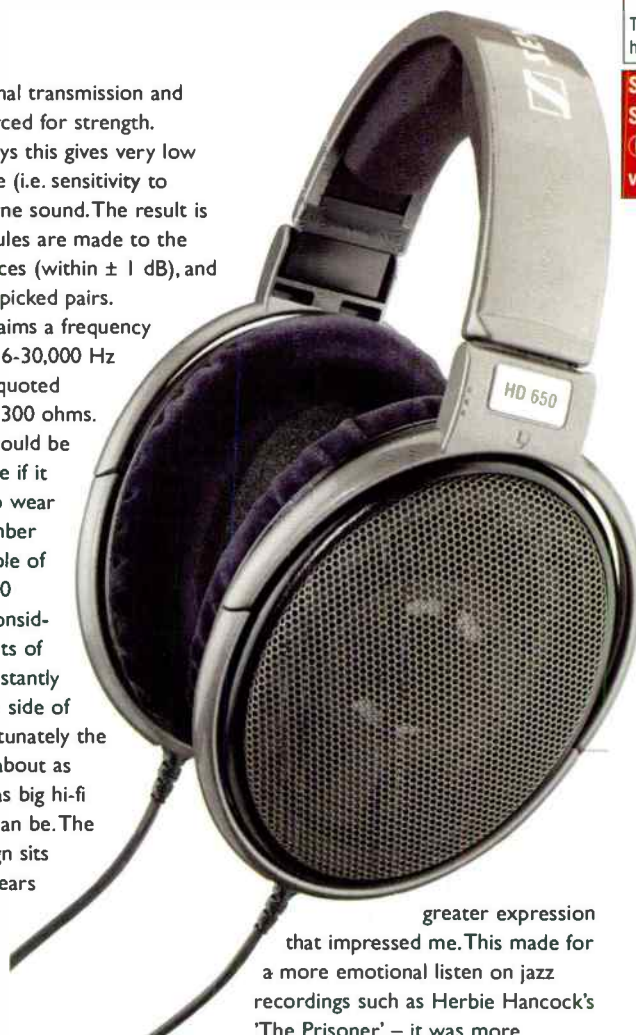 nal transmission and
rced for strength.
ys this gives very low
e (i.e. sensitivity to
ne sound. The result is
ules are made to the
ces (within ± 1 dB), and
picked pairs.
aims a frequency
6-30,000 Hz
quoted
300 ohms.
ould be
e if it
o wear
nber
ble of
0
onsid-
ts of
stantly
side of
tunately the
about as
as big hi-fi
an be. The
gn sits
ears
HD 650
greater expression
that impressed me. This made for
a more emotional listen on jazz
recordings such as Herbie Hancock's
'The Prisoner' – it was more
T
h
S
S
v